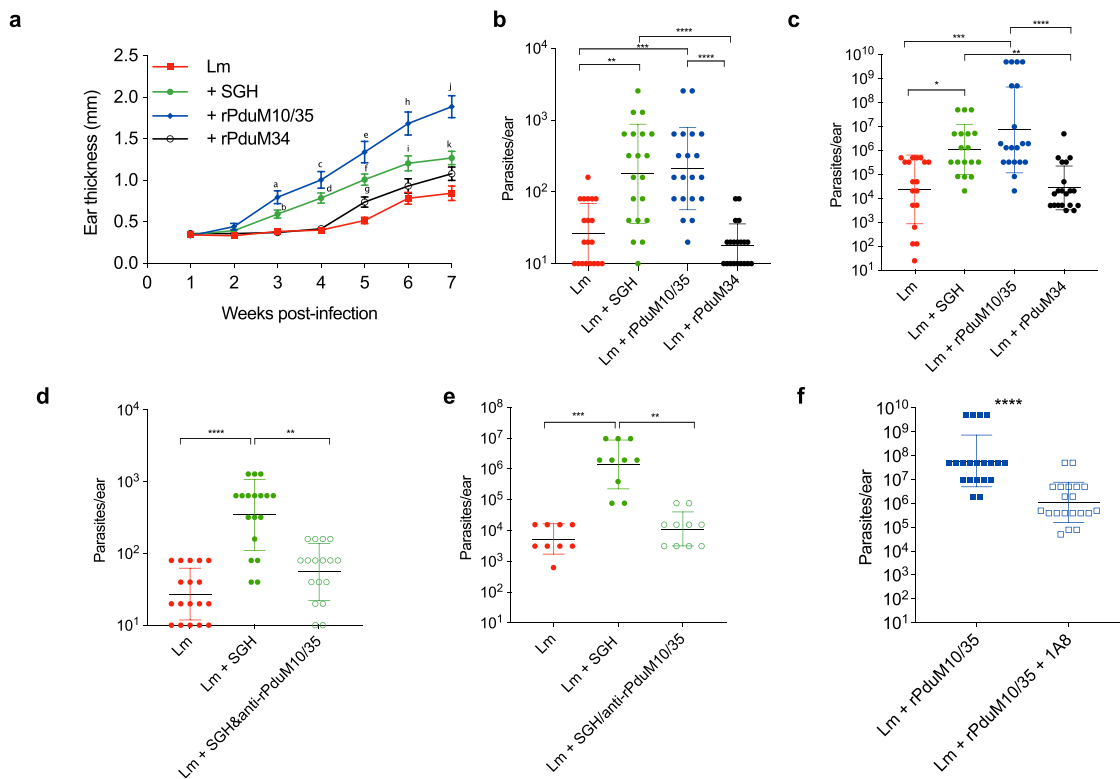 a
Ear thickness (mm)
2.5
2.0
1.5
1.0
0.5
0.0
Lm
+ SGH
+ rPduM10/35
+ rPduM34
a
b
c
d
e
f
g
h
i
j
k
0 1 2 3 4 5 6 7
Weeks post-infection
b
Parasites/ear
10^4
10^2
10^1
****
***
** ****
Lm
Lm + SGH
Lm + rPduM10/35
Lm + rPduM34
c
Parasites/ear
10^10
10^9
10^8
10^7
10^6
10^5
10^4
10^3
10^2
10^1
****
***
**
*
Lm
Lm + SGH
Lm + rPduM10/35
Lm + rPduM34
d
Parasites/ear
10^4
10^3
10^2
10^1
**** **
Lm
Lm + SGH
Lm + SGH&anti-rPduM10/35
e
Parasites/ear
10^8
10^7
10^6
10^5
10^4
10^3
10^2
10^1
*** **
Lm
Lm + SGH
Lm + SGH/anti-rPduM10/35
f
Parasites/ear
10^10
10^9
10^8
10^7
10^6
10^5
10^4
10^3
10^2
10^1
****
Lm + rPduM10/35
Lm + rPduM10/35 + 1A8